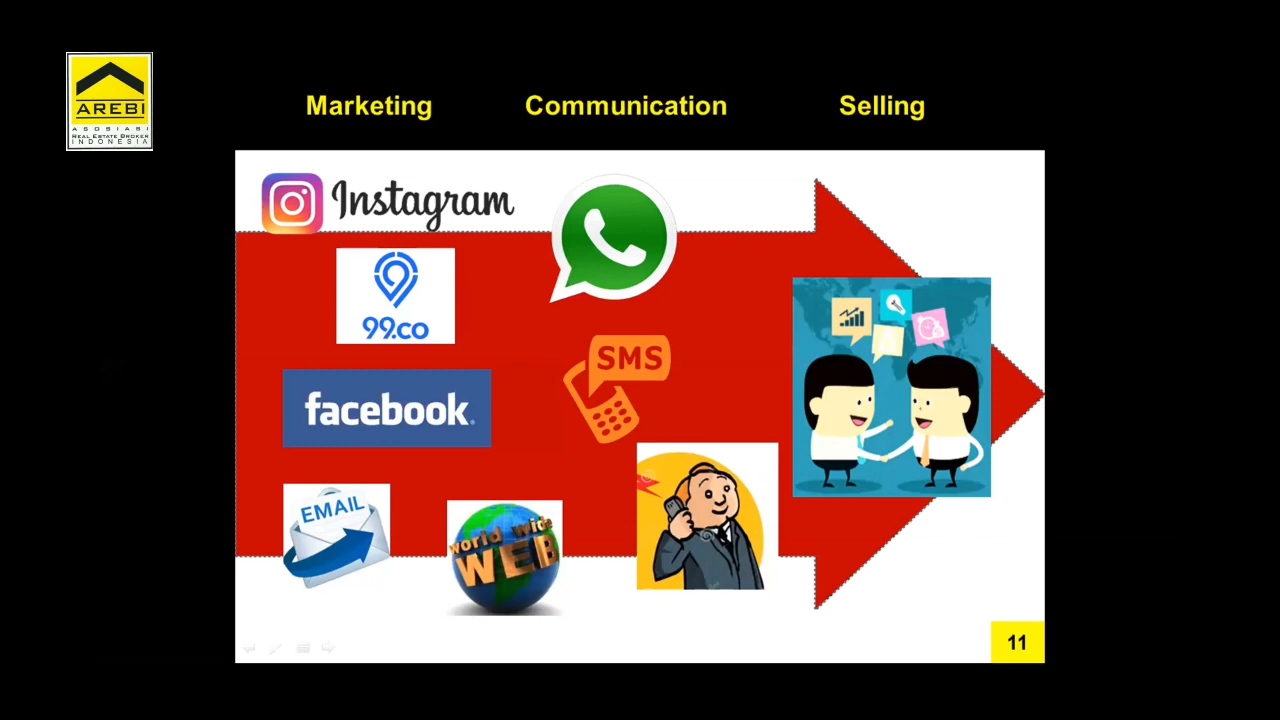 AREBI
ASOSIASI
REAL ESTATE BROKER
INDONESIA
Marketing Communication Selling
Instagram
99.co
facebook.
SMS
EMAIL
world wide
WEB
11